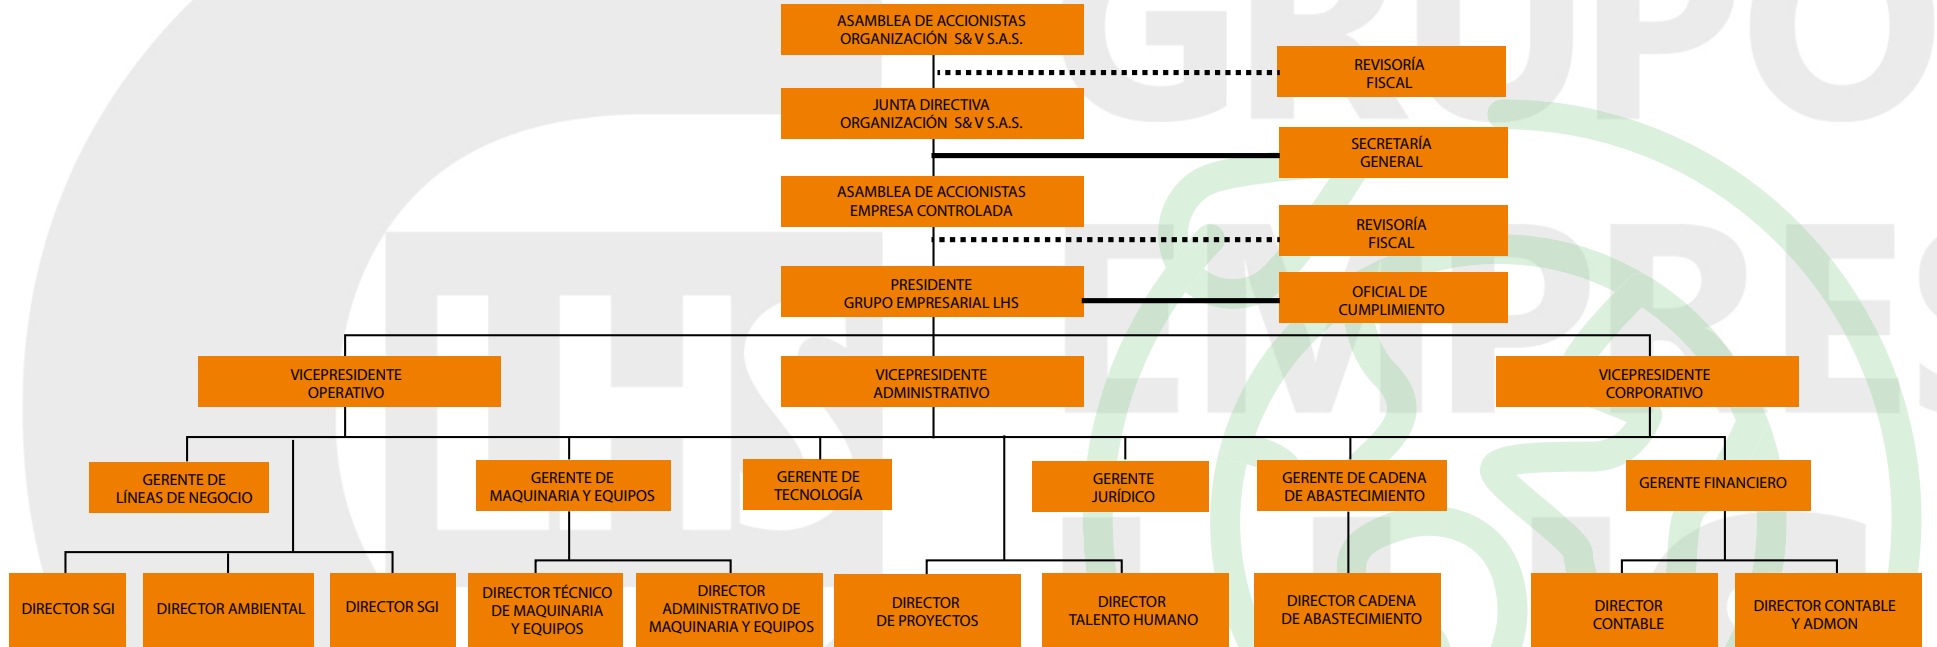 ASAMBLEA DE ACCIONISTAS
ORGANIZACIÓN S&V S.A.S.
REVISORÍA
FISCAL
JUNTA DIRECTIVA
ORGANIZACIÓN S&V S.A.S.
SECRETARÍA
GENERAL
ASAMBLEA DE ACCIONISTAS
EMPRESA CONTROLADA
REVISORÍA
FISCAL
PRESIDENTE
GRUPO EMPRESARIAL LHS
OFICIAL DE
CUMPLIMIENTO
VICEPRESIDENTE
OPERATIVO
VICEPRESIDENTE
ADMINISTRATIVO
VICEPRESIDENTE
CORPORATIVO
GERENTE DE
LÍNEAS DE NEGOCIO
GERENTE DE
MAQUINARIA Y EQUIPOS
GERENTE DE
TECNOLOGÍA
GERENTE
JURÍDICO
GERENTE DE CADENA
DE ABASTECIMIENTO
GERENTE FINANCIERO
DIRECTOR SGI
DIRECTOR AMBIENTAL
DIRECTOR SGI
DIRECTOR TÉCNICO
DE MAQUINARIA
Y EQUIPOS
DIRECTOR
ADMINISTRATIVO DE
MAQUINARIA Y EQUIPOS
DIRECTOR
DE PROYECTOS
DIRECTOR
TALENTO HUMANO
DIRECTOR CADENA
DE ABASTECIMIENTO
DIRECTOR
CONTABLE
DIRECTOR CONTABLE
Y ADMON
LHS
GRUPO
EMPRES